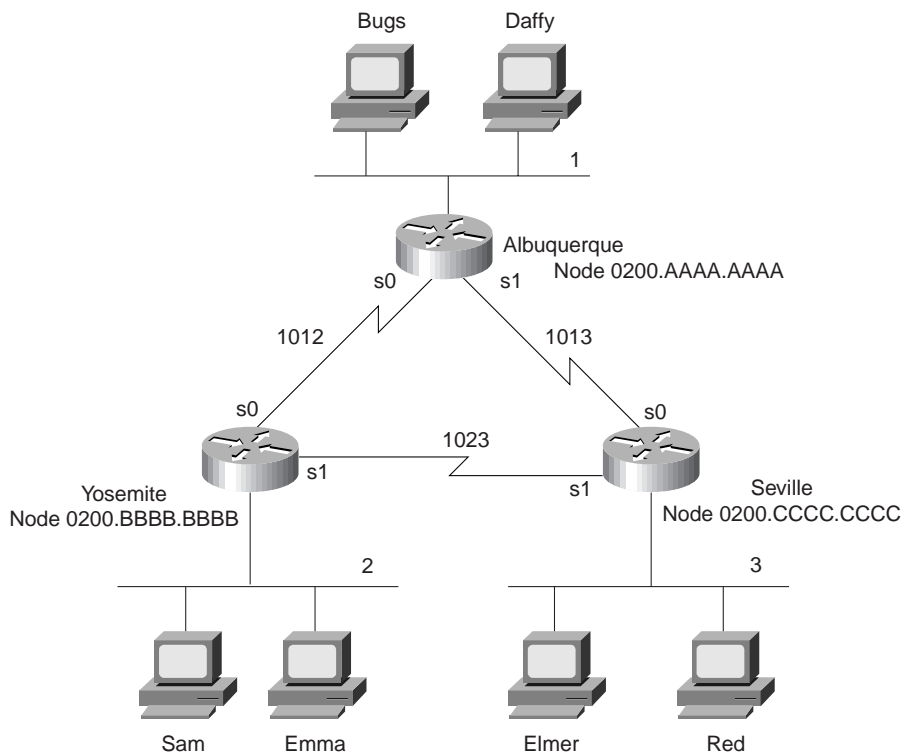 Bugs
Daffy
1
Albuquerque
Node 0200.AAAA.AAAA
s0
s1
1012
1013
s0
s0
1023
s1
s1
Yosemite
Node 0200.BBBB.BBBB
Seville
Node 0200.CCCC.CCCC
2
3
Sam
Emma
Elmer
Red